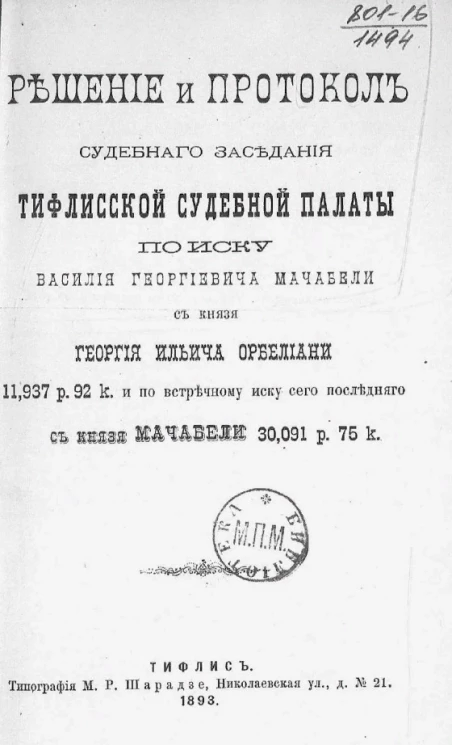 801-16
1494
РѢШЕНІЕ и ПРОТОКОЛЪ
СУДЕБНАГО ЗАСѢДАНІЯ
ТИФЛИССКОЙ СУДЕБНОЙ ПАЛАТЫ
ПО ИСКУ
ВАСИЛІЯ ГЕОРГІЕВИЧА МАЧАБЕЛИ
съ князя
ГЕОРГІЯ ИЛЬИЧА ОРБЕЛІАНИ
11,937 р. 92 к. и по встрѣчному иску сего послѣдняго
съ князя МАЧАБЕЛИ 30,091 р. 75 к.
БИБЛІОТЕКА
М.П.М.
ТИФЛИСЪ.
Типографія М. Р. Шарадзе, Николаевская ул., д. № 21.
1893.